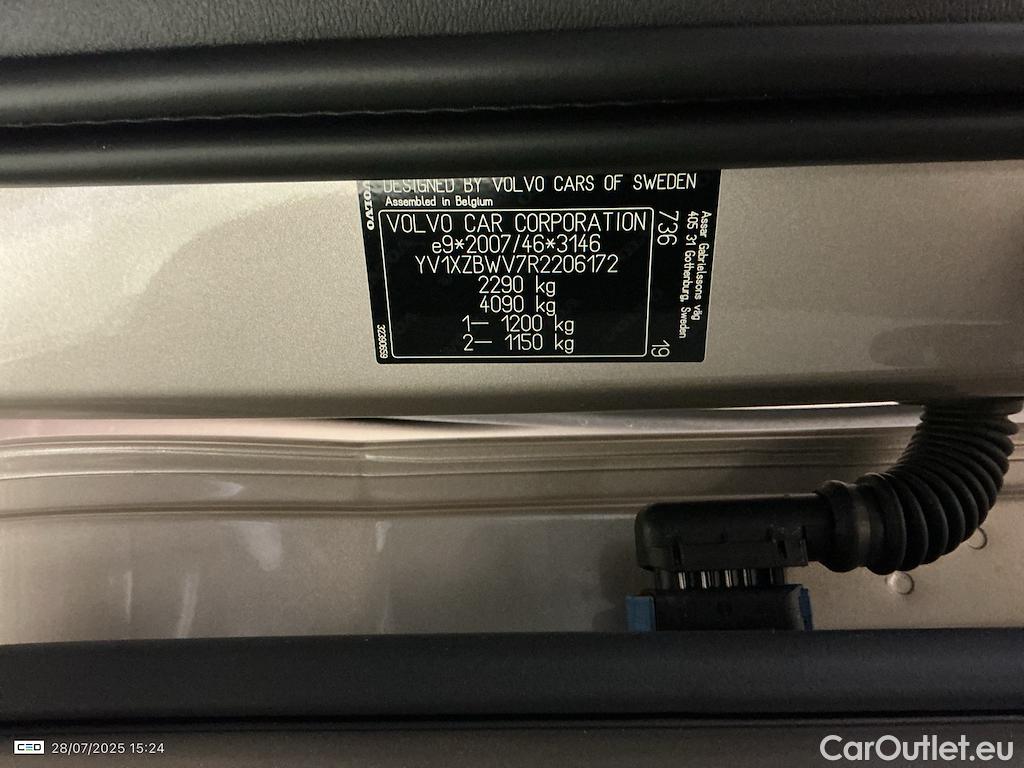 DESIGNED BY VOLVO CARS OF SWEDEN
Assembled in Belgium
VOLVO
VOLVO CAR CORPORATION
e9*2007/46*3146
YV1XZBWV7R2206172
2290 kg
4090 kg
1– 1200 kg
2– 1150 kg
736
19
Assar Gabrielssons väg
405 31 Gothenburg, Sweden
32280659
CEO 28/07/2025 15:24
CarOutlet.eu